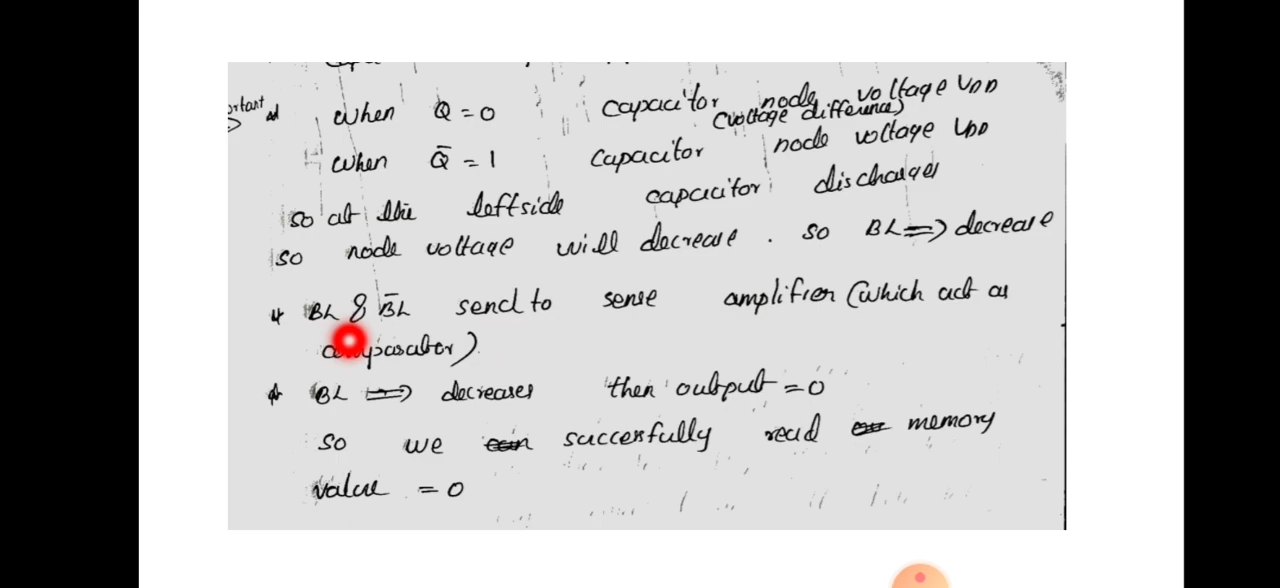 when Q = 0 capacitor node voltage VDD
(voltage difference)
when Q̄ = 1 capacitor node voltage VDD
so at the leftside capacitor discharges
so node voltage will decrease . so BL => decrease
* BL & B̄L send to sense amplifier (which act as
comparator)
* BL => decreases then output = 0
so we can successfully read memory
value = 0